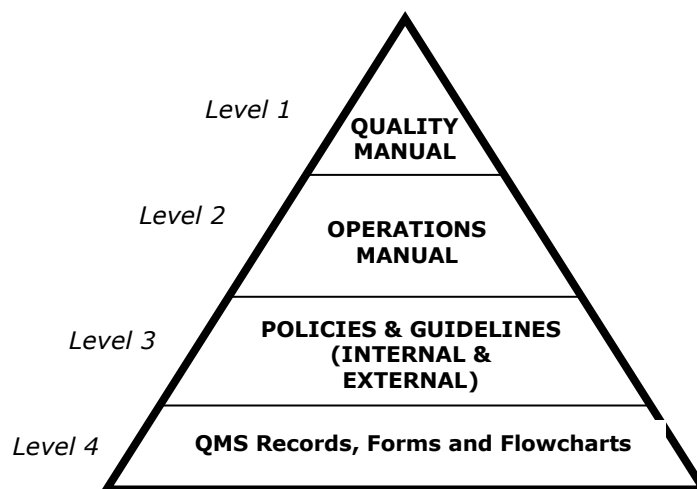 Level 1
QUALITY
MANUAL
Level 2
OPERATIONS
MANUAL
Level 3
POLICIES & GUIDELINES
(INTERNAL &
EXTERNAL)
Level 4
QMS Records, Forms and Flowcharts